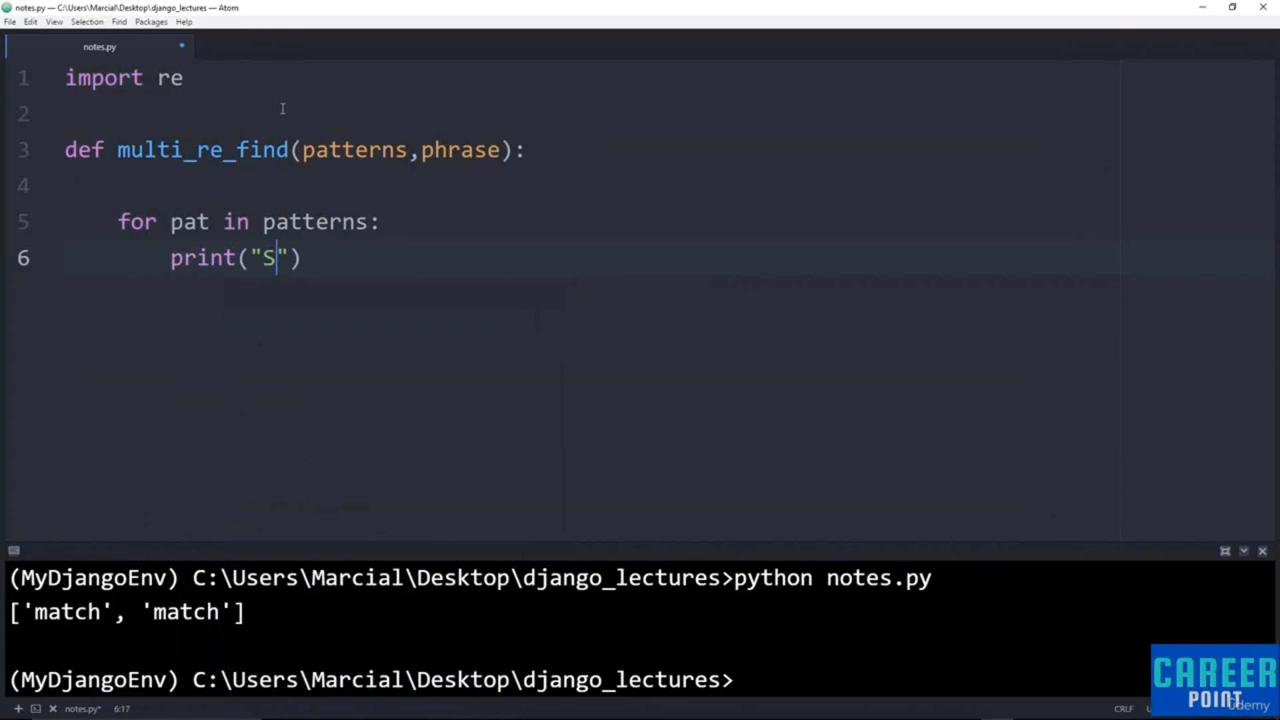 notes.py — C:\Users\Marcial\Desktop\django_lectures — Atom
File Edit View Selection Find Packages Help
notes.py
1 import re
2
3 def multi_re_find(patterns,phrase):
4
5 for pat in patterns:
6 print("S")
(MyDjangoEnv) C:\Users\Marcial\Desktop\django_lectures>python notes.py
['match', 'match']
(MyDjangoEnv) C:\Users\Marcial\Desktop\django_lectures>
CAREER
POINT
Udemy
notes.py* 6:17
CRLF